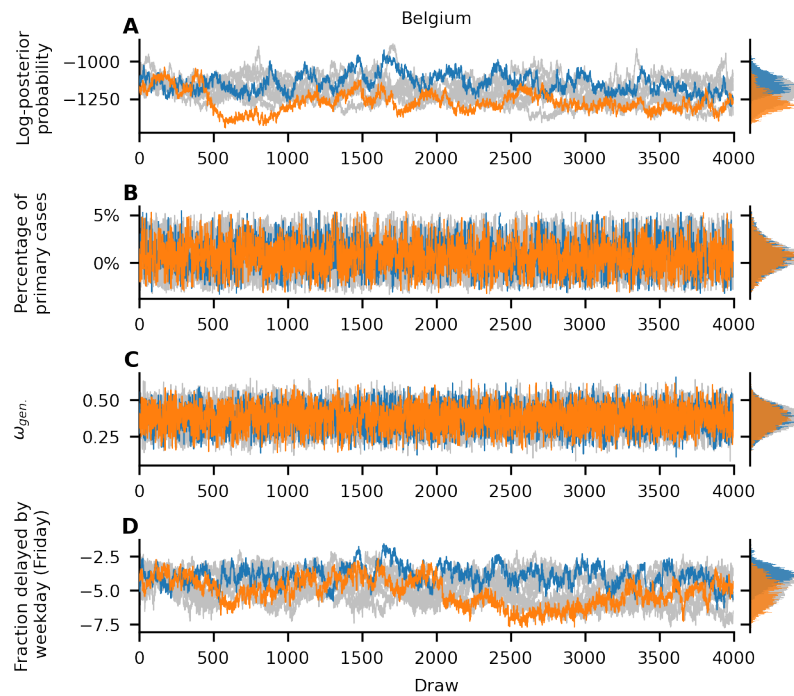 Belgium
A
Log-posterior
probability
−1000
−1250
0 500 1000 1500 2000 2500 3000 3500 4000
B
Percentage of
primary cases
5%
0%
0 500 1000 1500 2000 2500 3000 3500 4000
C
ω_gen.
0.50
0.25
0 500 1000 1500 2000 2500 3000 3500 4000
D
Fraction delayed by
weekday (Friday)
−2.5
−5.0
−7.5
0 500 1000 1500 2000 2500 3000 3500 4000
Draw